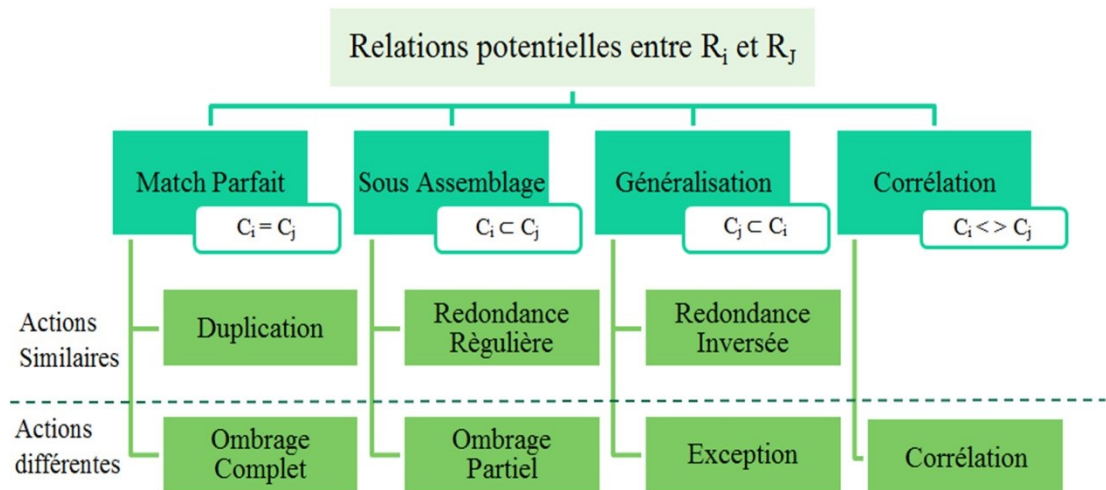 Relations potentielles entre Ri et RJ
Match Parfait
Ci = Cj
Sous Assemblage
Ci ⊂ Cj
Généralisation
Cj ⊂ Ci
Corrélation
Ci < > Cj
Actions
Similaires
Duplication
Redondance
Règulière
Redondance
Inversée
Actions
différentes
Ombrage
Complet
Ombrage
Partiel
Exception
Corrélation